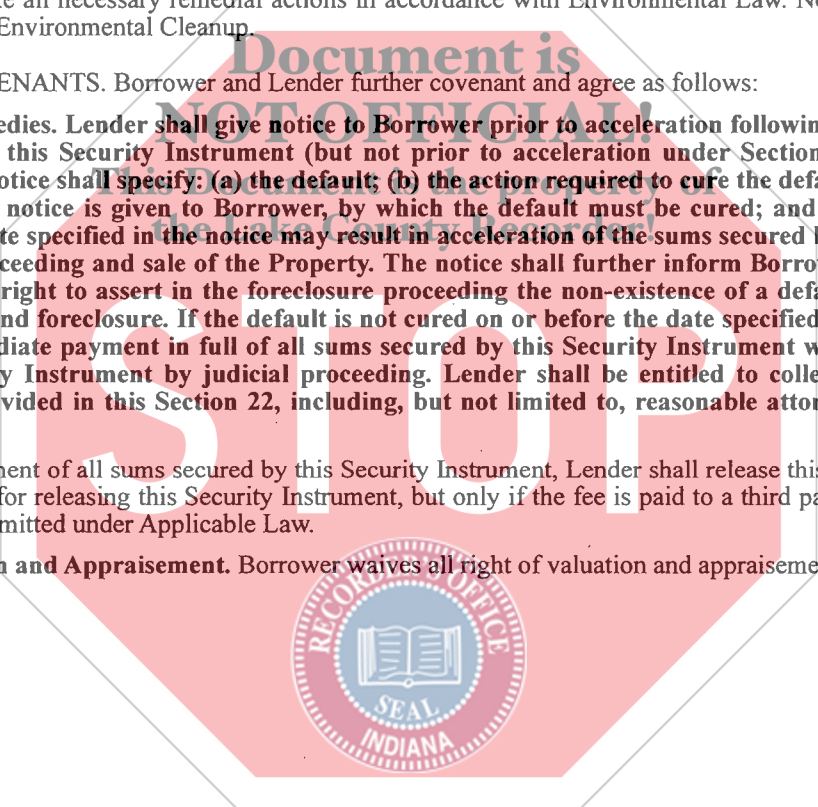 all necessary remedial actions in accordance with Environmental Law. No
Environmental Cleanup.
Document is
ENANTS. Borrower and Lender further covenant and agree as follows:
NOT OFFICIAL!
edies. Lender shall give notice to Borrower prior to acceleration followin
this Security Instrument (but not prior to acceleration under Section
This Document is the property of
otice shall specify: (a) the default; (b) the action required to cure the defa
notice is given to Borrower, by which the default must be cured; and
the Lake County Recorder!
te specified in the notice may result in acceleration of the sums secured b
ceeding and sale of the Property. The notice shall further inform Borro
right to assert in the foreclosure proceeding the non-existence of a defa
nd foreclosure. If the default is not cured on or before the date specified
diate payment in full of all sums secured by this Security Instrument w
y Instrument by judicial proceeding. Lender shall be entitled to colle
vided in this Section 22, including, but not limited to, reasonable attor
STOP
ment of all sums secured by this Security Instrument, Lender shall release this
for releasing this Security Instrument, but only if the fee is paid to a third pa
mitted under Applicable Law.
n and Appraisement. Borrower waives all right of valuation and appraiseme
RECORDER'S OFFICE
SEAL
INDIANA